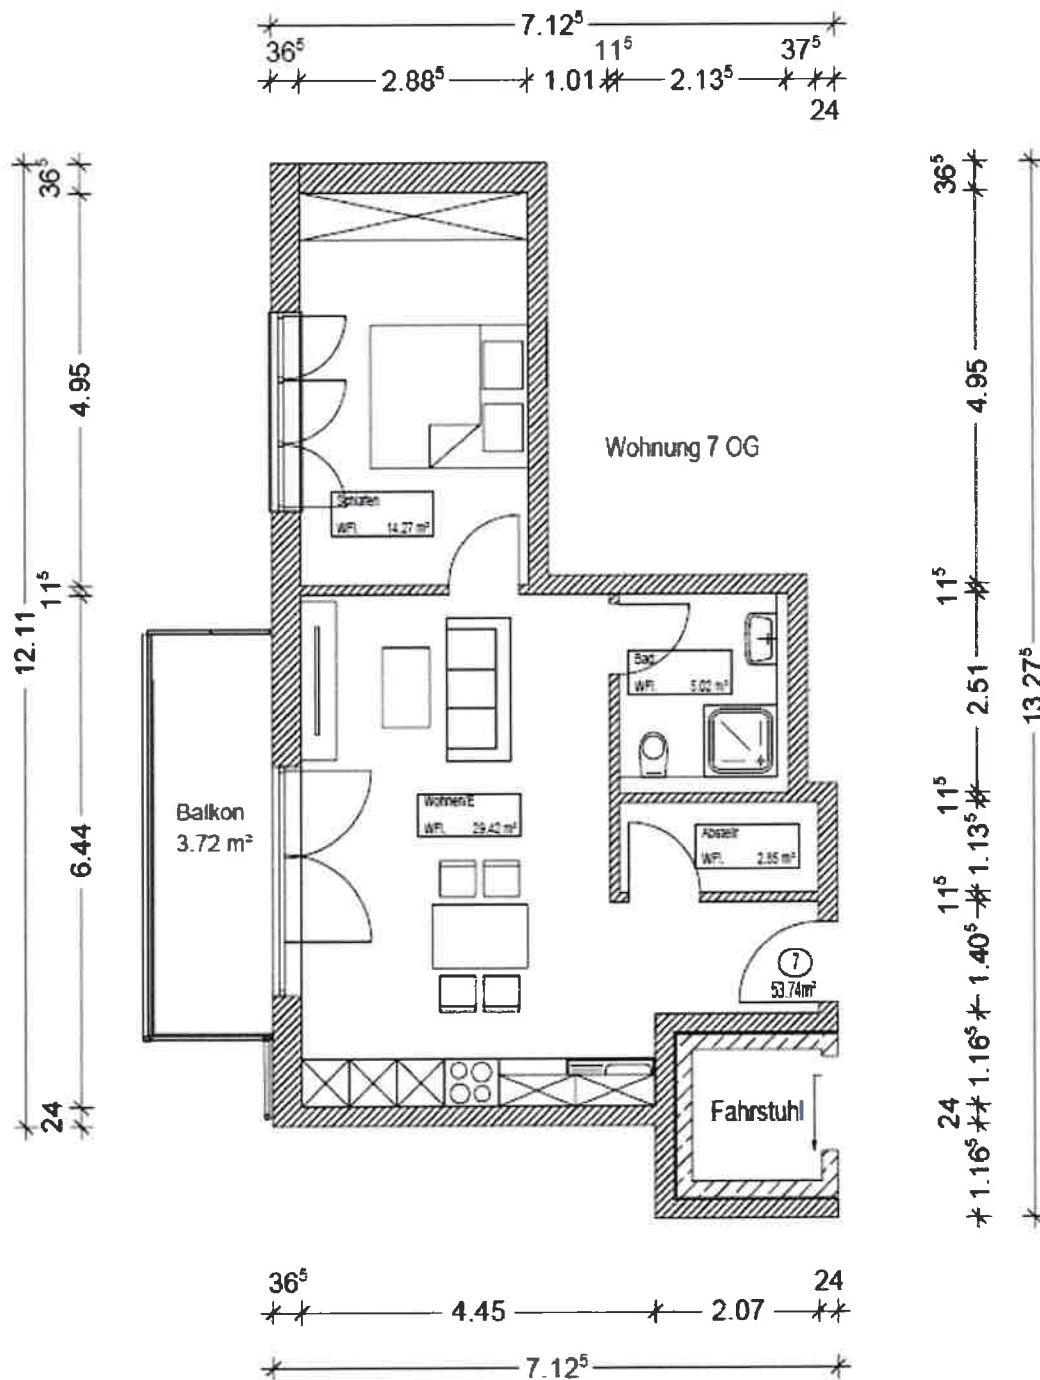 7.12⁵
36⁵ 11⁵ 37⁵
2.88⁵ 1.01 2.13⁵
24
36⁵
4.95
11⁵
6.44
24
12.11
36⁵
4.95
11⁵
2.51
11⁵
1.13⁵
11⁵
1.40⁵
1.16⁵
24
1.16⁵
13.27⁵
Wohnung 7 OG
Schlafen
WFl. 14.27 m²
Bad
WFl. 5.02 m²
Balkon
3.72 m²
Wohnen/E
WFl. 29.42 m²
Abstellr
WFl.
7
53.74m²
Fahrstuhl
36⁵ 24
4.45 2.07
7.12⁵